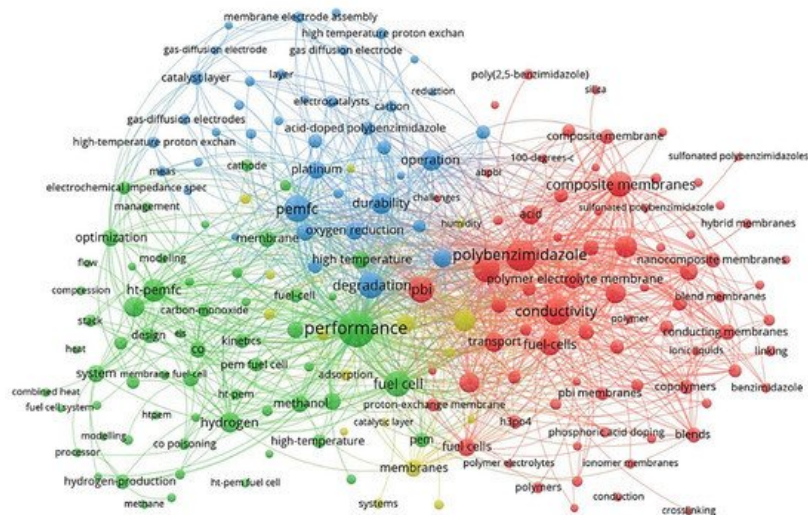 membrane electrode assembly
high temperature proton exchan
gas-diffusion electrode
gas diffusion electrode
poly(2,5-benzimidazole)
catalyst layer
layer
silica
reduction
electrocatalysts
carbon
gas-diffusion electrodes
acid-doped polybenzimidazole
composite membrane
high-temperature proton exchan
operation
100-degrees-c
sulfonated polybenzimidazoles
cathode
platinum
abpbi
meas
electrochemical impedance spec
composite membranes
management
pemfc
durability
challenges
acid
sulfonated polybenzimidazole
hybrid membranes
optimization
membrane
oxygen reduction
humidity
flow
modeling
high temperature
polybenzimidazole
nanocomposite membranes
compression
ht-pemfc
fuel-cell
degradation
pbi
polymer electrolyte membrane
blend membranes
stack
carbon-monoxide
conductivity
polymer
design
eis
kinetics
performance
conducting membranes
heat
co
transport
fuel-cells
ionic liquids
linking
system
membrane fuel-cell
pem fuel cell
adsorption
combined heat
ht-pem
fuel cell
pbi membranes
copolymers
benzimidazole
fuel cell system
htpem
methanol
proton-exchange membrane
hydrogen
catalytic layer
h3po4
modelling
co poisoning
high-temperature
pem
fuel cells
phosphoric acid doping
blends
processor
membranes
polymer electrolytes
ionomer membranes
hydrogen-production
ht-pem fuel cell
polymers
conduction
methane
systems
crosslinking